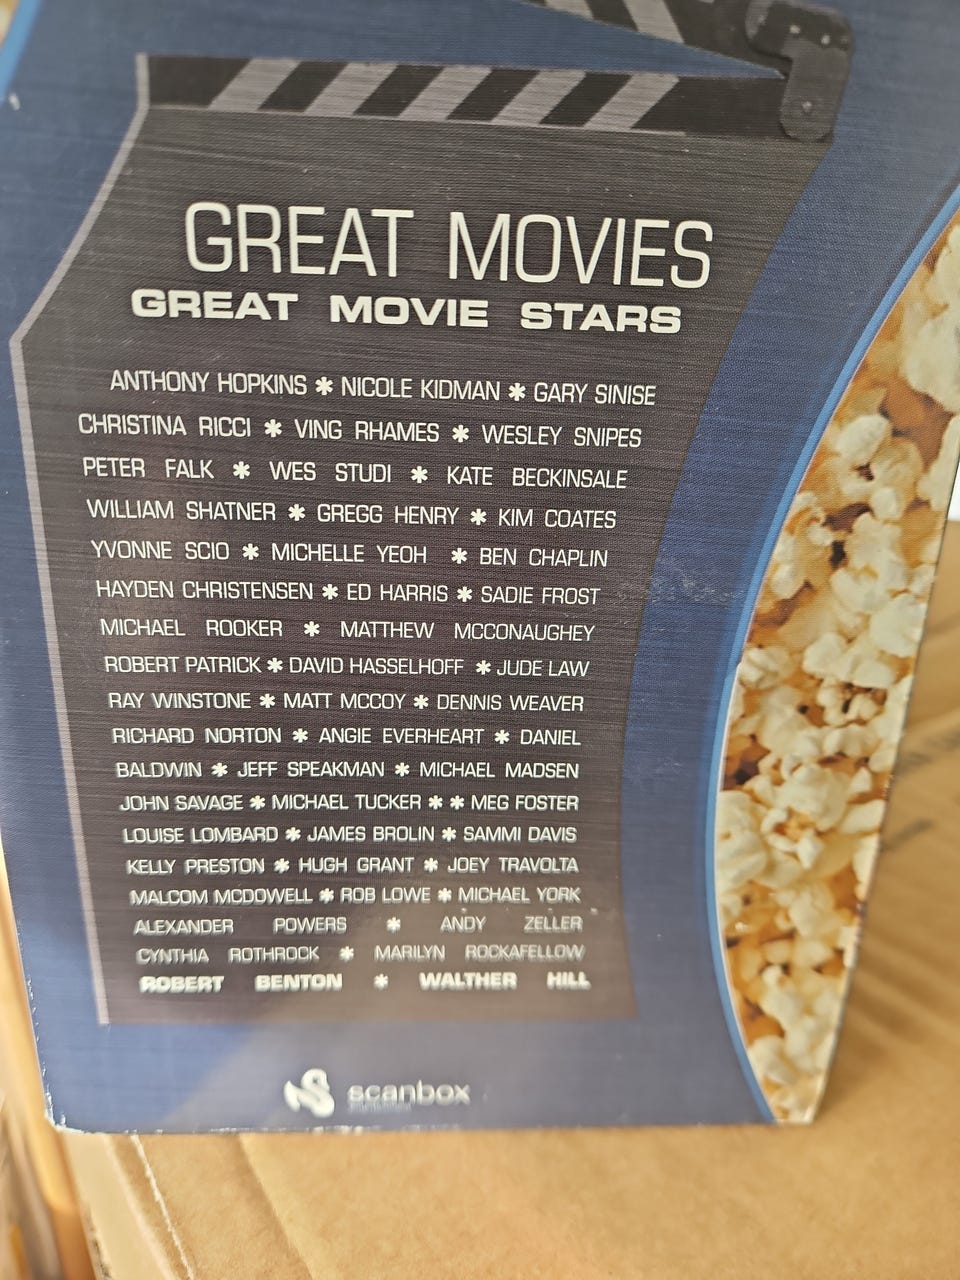 GREAT MOVIES
GREAT MOVIE STARS
ANTHONY HOPKINS * NICOLE KIDMAN * GARY SINISE
CHRISTINA RICCI * VING RHAMES * WESLEY SNIPES
PETER FALK * WES STUDI * KATE BECKINSALE
WILLIAM SHATNER * GREGG HENRY * KIM COATES
YVONNE SCIO * MICHELLE YEOH * BEN CHAPLIN
HAYDEN CHRISTENSEN * ED HARRIS * SADIE FROST
MICHAEL ROOKER * MATTHEW MCCONAUGHEY
ROBERT PATRICK * DAVID HASSELHOFF * JUDE LAW
RAY WINSTONE * MATT MCCOY * DENNIS WEAVER
RICHARD NORTON * ANGIE EVERHEART * DANIEL
BALDWIN * JEFF SPEAKMAN * MICHAEL MADSEN
JOHN SAVAGE * MICHAEL TUCKER * * MEG FOSTER
LOUISE LOMBARD * JAMES BROLIN * SAMMI DAVIS
KELLY PRESTON * HUGH GRANT * JOEY TRAVOLTA
MALCOM MCDOWELL * ROB LOWE * MICHAEL YORK
ALEXANDER POWERS * ANDY ZELLER
CYNTHIA ROTHROCK * MARILYN ROCKAFELLOW
ROBERT BENTON * WALTHER HILL
scanbox